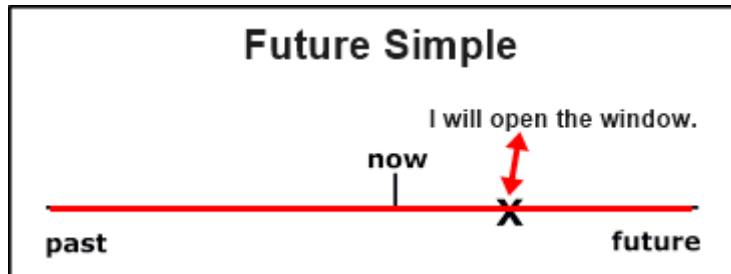 Future Simple
I will open the window.
now
X
past
future